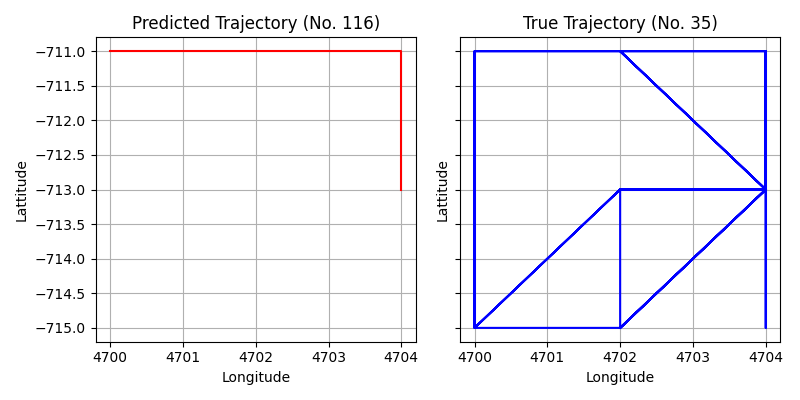 Predicted Trajectory (No. 116)
−711.0
−711.5
−712.0
−712.5
−713.0
−713.5
−714.0
−714.5
−715.0
Lattitude
4700 4701 4702 4703 4704
Longitude
True Trajectory (No. 35)
Lattitude
4700 4701 4702 4703 4704
Longitude